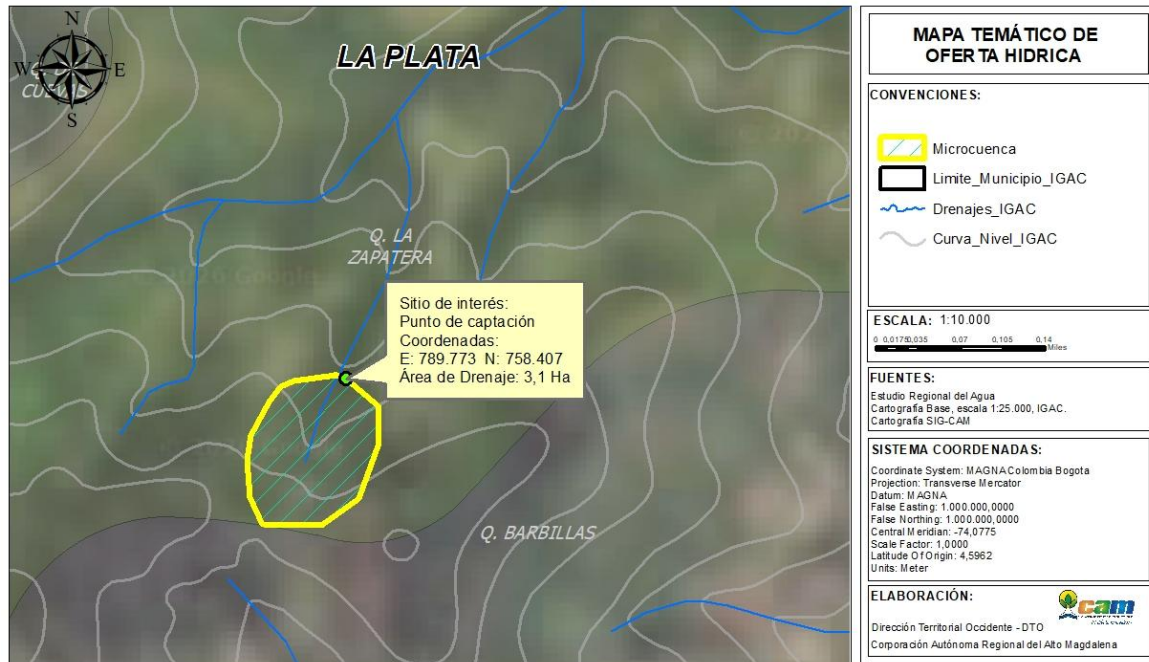 N
W
E
S
CUEVAS
LA PLATA
Q. LA
ZAPATERA
Sitio de interés:
Punto de captación
Coordenadas:
E: 789.773 N: 758.407
Área de Drenaje: 3,1 Ha
Q. BARBILLAS
MAPA TEMÁTICO DE
OFERTA HIDRICA
CONVENCIONES:
Microcuenca
Limite_Municipio_IGAC
Drenajes_IGAC
Curva_Nivel_IGAC
ESCALA: 1:10.000
0 0,01750,035 0,07 0,105 0,14
Miles
FUENTES:
Estudio Regional del Agua
Cartografía Base, escala 1:25.000, IGAC.
Cartografía SIG-CAM
SISTEMA COORDENADAS:
Coordinate System: MAGNA Colombia Bogota
Projection: Transverse Mercator
Datum: MAGNA
False Easting: 1.000.000,0000
False Northing: 1.000.000,0000
Central Meridian: -74,0775
Scale Factor: 1,0000
Latitude Of Origin: 4,5962
Units: Meter
ELABORACIÓN:
cam
Dirección Territorial Occidente - DTO
Corporación Autónoma Regional del Alto Magdalena